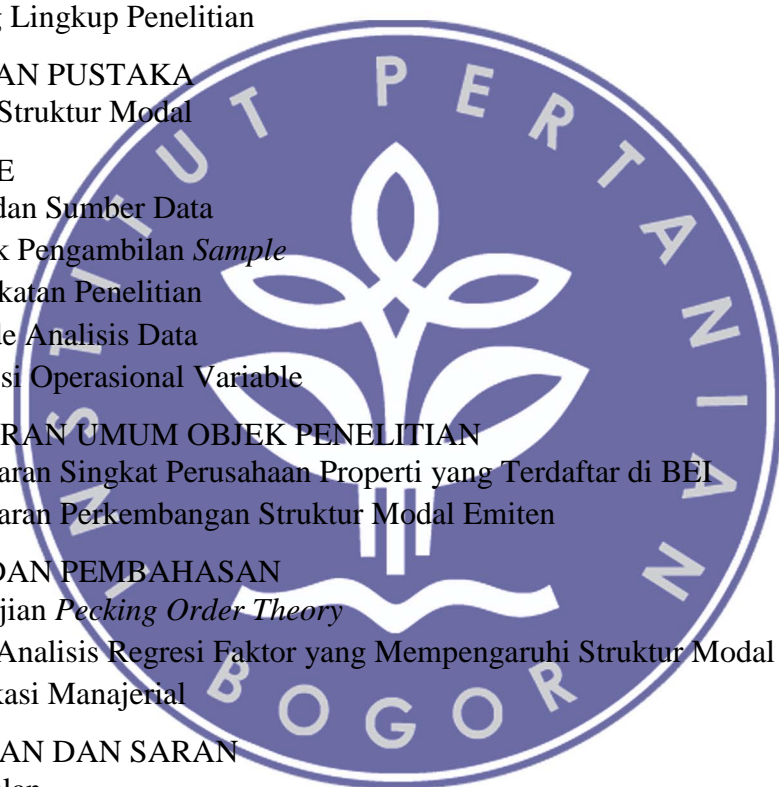 g Lingkup Penelitian
AN PUSTAKA
Struktur Modal
E
dan Sumber Data
k Pengambilan Sample
katan Penelitian
de Analisis Data
si Operasional Variable
RAN UMUM OBJEK PENELITIAN
aran Singkat Perusahaan Properti yang Terdaftar di BEI
aran Perkembangan Struktur Modal Emiten
DAN PEMBAHASAN
jian Pecking Order Theory
Analisis Regresi Faktor yang Mempengaruhi Struktur Modal
kasi Manajerial
AN DAN SARAN
INSTITUT PERTANIAN
BOGOR